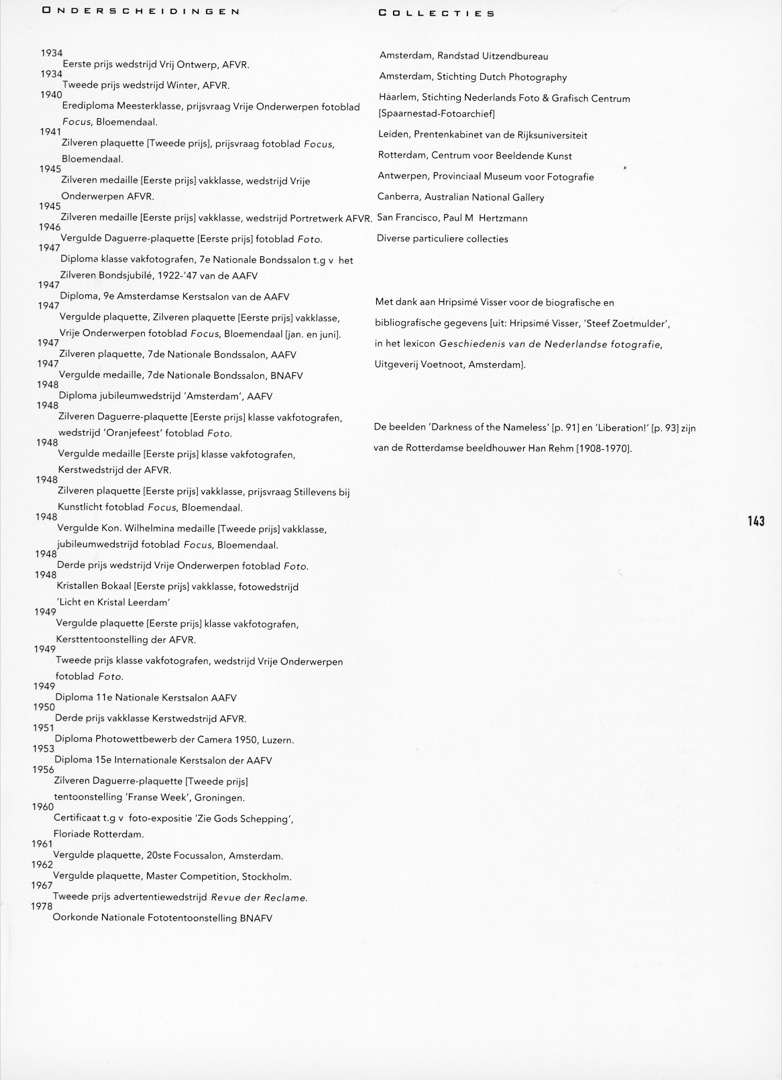 ONDERSCHEIDINGEN
1934
Eerste prijs wedstrijd Vrij Ontwerp, AFVR.
1934
Tweede prijs wedstrijd Winter, AFVR.
1940
Erediploma Meesterklasse, prijsvraag Vrije Onderwerpen fotoblad
Focus, Bloemendaal.
1941
Zilveren plaquette [Tweede prijs], prijsvraag fotoblad Focus,
Bloemendaal.
1945
Zilveren medaille [Eerste prijs] vakklasse, wedstrijd Vrije
Onderwerpen AFVR.
1945
Zilveren medaille [Eerste prijs] vakklasse, wedstrijd Portretwerk AFVR.
1946
Vergulde Daguerre-plaquette [Eerste prijs] fotoblad Foto.
1947
Diploma klasse vakfotografen, 7e Nationale Bondssalon t.g v het
Zilveren Bondsjubilé, 1922-'47 van de AAFV
1947
Diploma, 9e Amsterdamse Kerstsalon van de AAFV
1947
Vergulde plaquette, Zilveren plaquette [Eerste prijs] vakklasse,
Vrije Onderwerpen fotoblad Focus, Bloemendaal [jan. en juni].
1947
Zilveren plaquette, 7de Nationale Bondssalon, AAFV
1947
Vergulde medaille, 7de Nationale Bondssalon, BNAFV
1948
Diploma jubileumwedstrijd 'Amsterdam', AAFV
1948
Zilveren Daguerre-plaquette [Eerste prijs] klasse vakfotografen,
wedstrijd 'Oranjefeest' fotoblad Foto.
1948
Vergulde medaille [Eerste prijs] klasse vakfotografen,
Kerstwedstrijd der AFVR.
1948
Zilveren plaquette [Eerste prijs] vakklasse, prijsvraag Stillevens bij
Kunstlicht fotoblad Focus, Bloemendaal.
1948
Vergulde Kon. Wilhelmina medaille [Tweede prijs] vakklasse,
jubileumwedstrijd fotoblad Focus, Bloemendaal.
1948
Derde prijs wedstrijd Vrije Onderwerpen fotoblad Foto.
1948
Kristallen Bokaal [Eerste prijs] vakklasse, fotowedstrijd
'Licht en Kristal Leerdam'
1949
Vergulde plaquette [Eerste prijs] klasse vakfotografen,
Kersttentoonstelling der AFVR.
1949
Tweede prijs klasse vakfotografen, wedstrijd Vrije Onderwerpen
fotoblad Foto.
1949
Diploma 11e Nationale Kerstsalon AAFV
1950
Derde prijs vakklasse Kerstwedstrijd AFVR.
1951
Diploma Photowettbewerb der Camera 1950, Luzern.
1953
Diploma 15e Internationale Kerstsalon der AAFV
1956
Zilveren Daguerre-plaquette [Tweede prijs]
tentoonstelling 'Franse Week', Groningen.
1960
Certificaat t.g v foto-expositie 'Zie Gods Schepping',
Floriade Rotterdam.
1961
Vergulde plaquette, 20ste Focussalon, Amsterdam.
1962
Vergulde plaquette, Master Competition, Stockholm.
1967
Tweede prijs advertentiewedstrijd Revue der Reclame.
1978
Oorkonde Nationale Fototentoonstelling BNAFV
COLLECTIES
Amsterdam, Randstad Uitzendbureau
Amsterdam, Stichting Dutch Photography
Haarlem, Stichting Nederlands Foto & Grafisch Centrum
[Spaarnestad-Fotoarchief]
Leiden, Prentenkabinet van de Rijksuniversiteit
Rotterdam, Centrum voor Beeldende Kunst
Antwerpen, Provinciaal Museum voor Fotografie
Canberra, Australian National Gallery
San Francisco, Paul M Hertzmann
Diverse particuliere collecties
Met dank aan Hripsimé Visser voor de biografische en
bibliografische gegevens [uit: Hripsimé Visser, 'Steef Zoetmulder',
in het lexicon Geschiedenis van de Nederlandse fotografie,
Uitgeverij Voetnoot, Amsterdam].
De beelden 'Darkness of the Nameless' [p. 91] en 'Liberation!' [p. 93] zijn
van de Rotterdamse beeldhouwer Han Rehm [1908-1970].
143